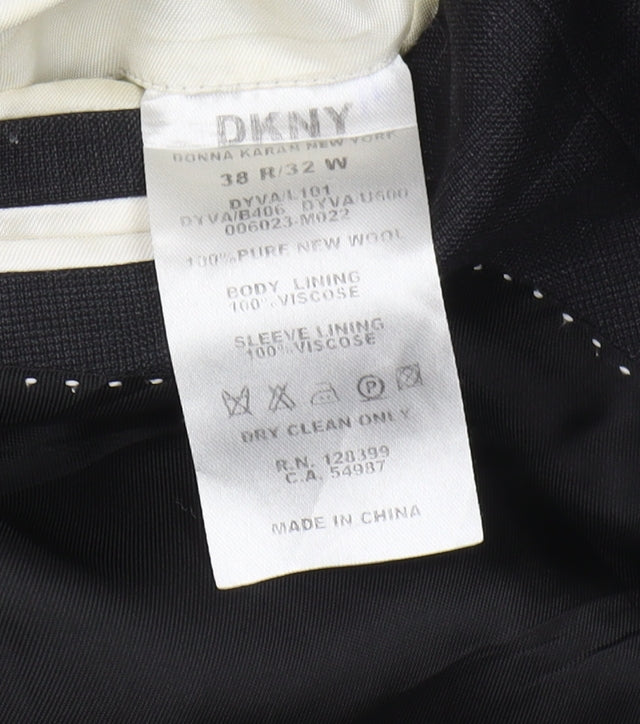 DKNY
DONNA KARAN NEW YORK
38 R/32 W
DYVA/L101
DYVA/B406 DYVA/U500
006023-M022
100%PURE NEW WOOL
BODY LINING
100%VISCOSE
SLEEVE LINING
100%VISCOSE
P
DRY CLEAN ONLY
R.N. 128399
C.A. 54987
MADE IN CHINA